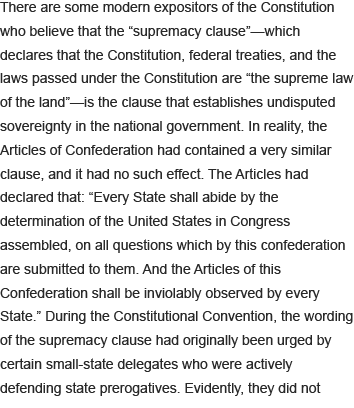 There are some modern expositors of the Constitution
who believe that the “supremacy clause”—which
declares that the Constitution, federal treaties, and the
laws passed under the Constitution are “the supreme law
of the land”—is the clause that establishes undisputed
sovereignty in the national government. In reality, the
Articles of Confederation had contained a very similar
clause, and it had no such effect. The Articles had
declared that: “Every State shall abide by the
determination of the United States in Congress
assembled, on all questions which by this confederation
are submitted to them. And the Articles of this
Confederation shall be inviolably observed by every
State.” During the Constitutional Convention, the wording
of the supremacy clause had originally been urged by
certain small-state delegates who were actively
defending state prerogatives. Evidently, they did not